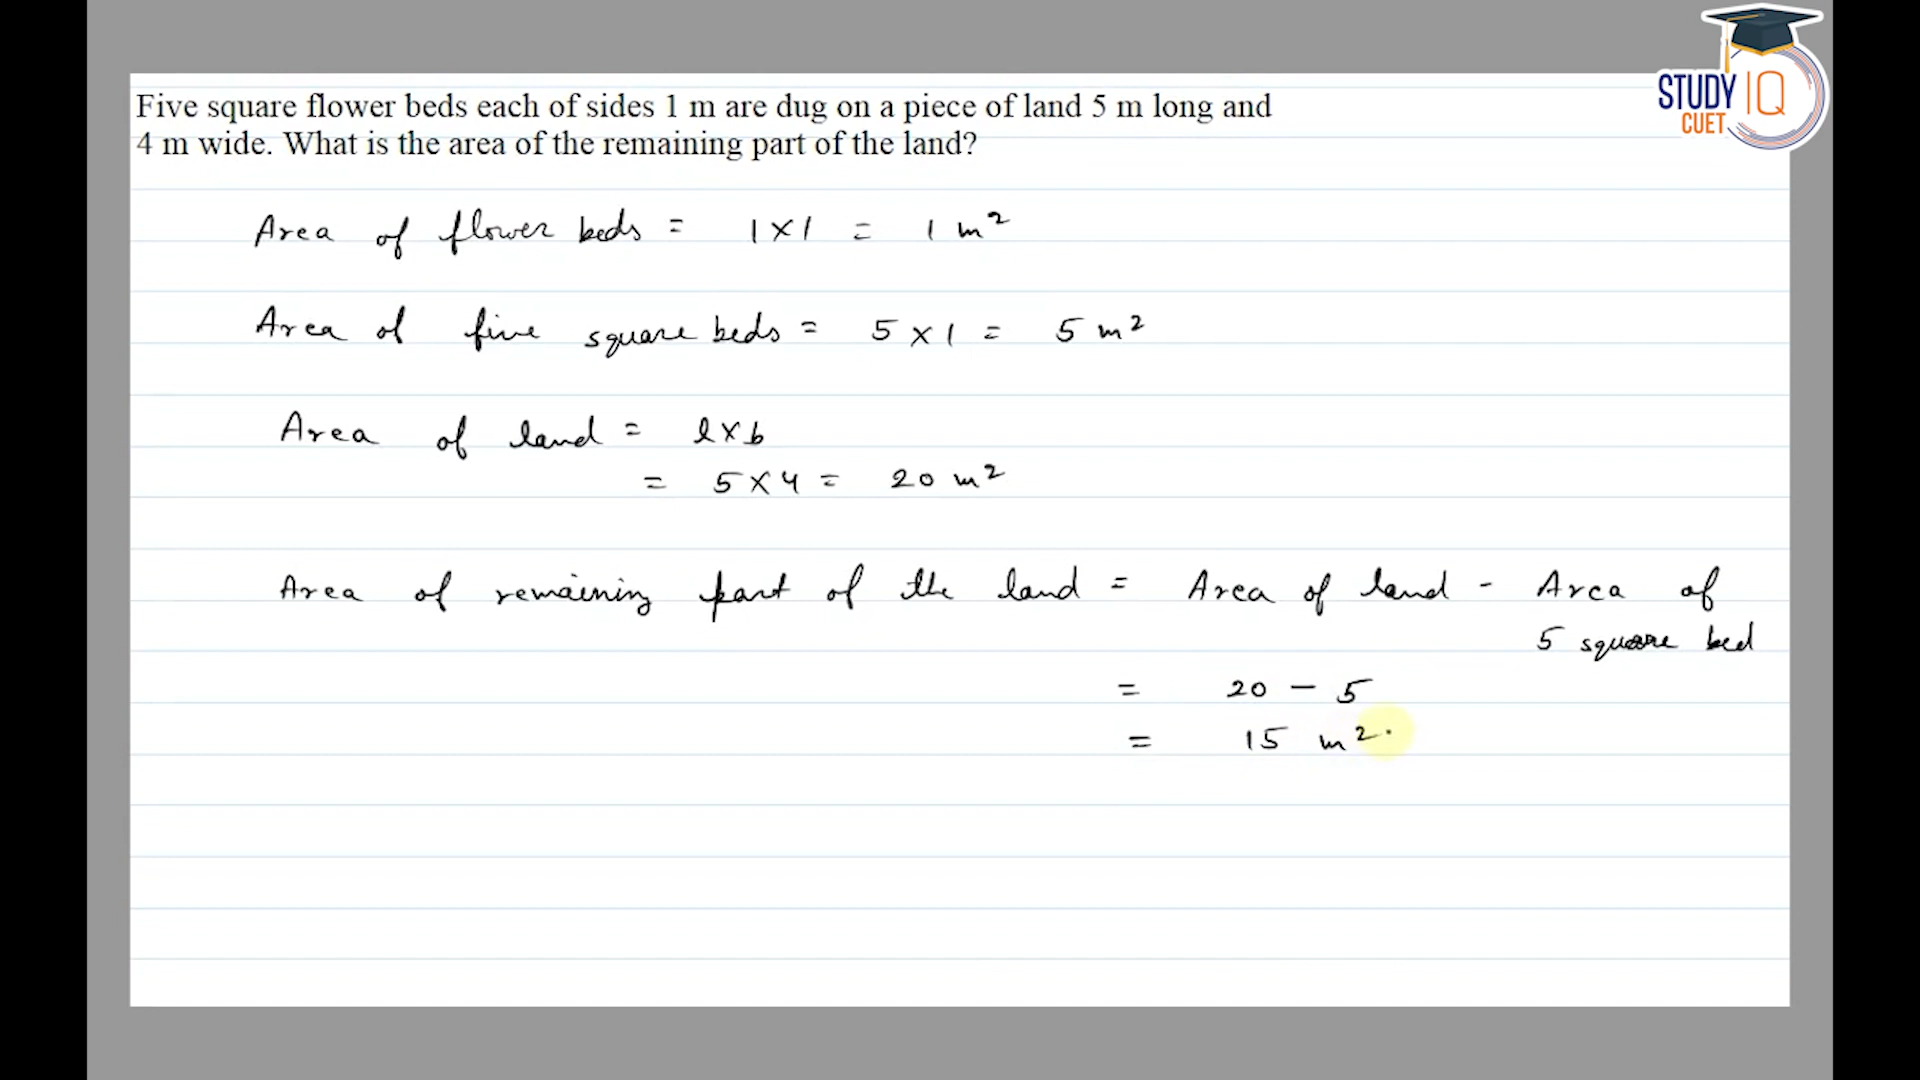 STUDY IQ
CUET
Five square flower beds each of sides 1 m are dug on a piece of land 5 m long and
4 m wide. What is the area of the remaining part of the land?
Area of flower beds = 1 × 1 = 1 m²
Area of five square beds = 5 × 1 = 5 m²
Area of land = l × b
= 5 × 4 = 20 m²
Area of remaining part of the land = Area of land - Area of
5 square bed
= 20 - 5
= 15 m².